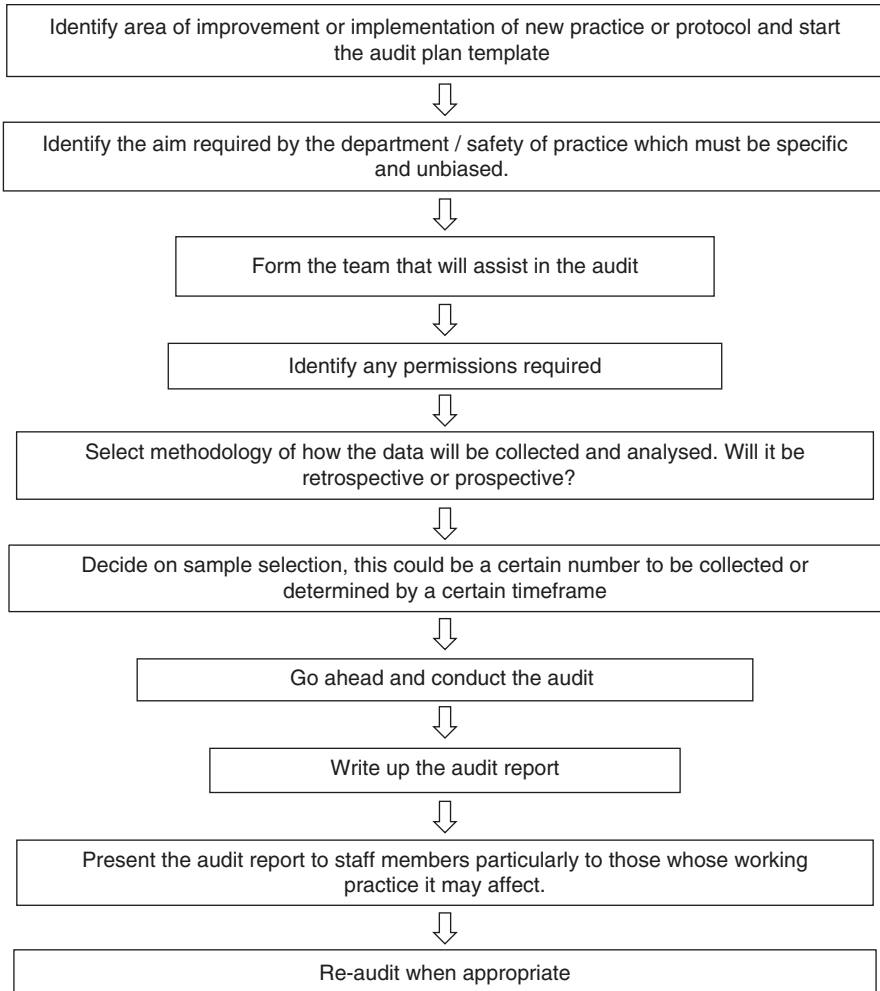 Identify area of improvement or implementation of new practice or protocol and start
the audit plan template
Identify the aim required by the department / safety of practice which must be specific
and unbiased.
Form the team that will assist in the audit
Identify any permissions required
Select methodology of how the data will be collected and analysed. Will it be
retrospective or prospective?
Decide on sample selection, this could be a certain number to be collected or
determined by a certain timeframe
Go ahead and conduct the audit
Write up the audit report
Present the audit report to staff members particularly to those whose working
practice it may affect.
Re-audit when appropriate